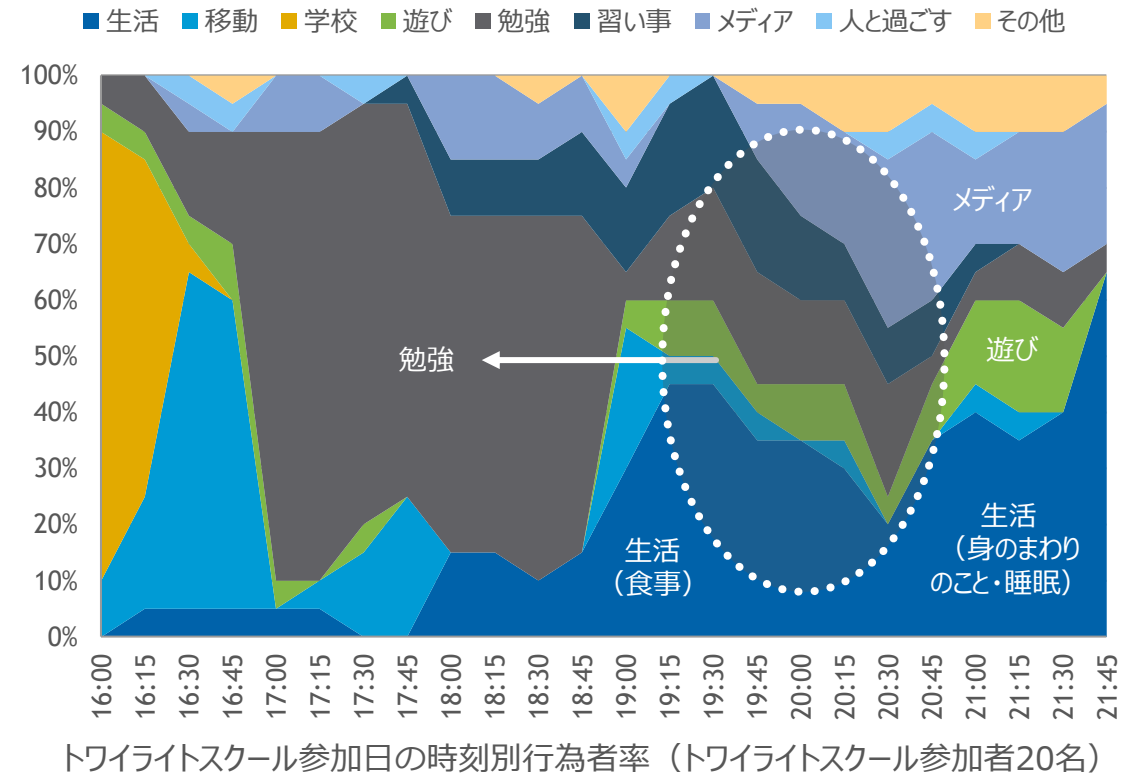 生活 移動 学校 遊び 勉強 習い事 メディア 人と過ごす その他
100%
90%
80%
70%
60%
50%
40%
30%
20%
10%
0%
メディア
勉強
遊び
生活
（食事）
生活
（身のまわり
のこと・睡眠）
16:00 16:15 16:30 16:45 17:00 17:15 17:30 17:45 18:00 18:15 18:30 18:45 19:00 19:15 19:30 19:45 20:00 20:15 20:30 20:45 21:00 21:15 21:30 21:45
トワイライトスクール参加日の時刻別行為者率（トワイライトスクール参加者20名）